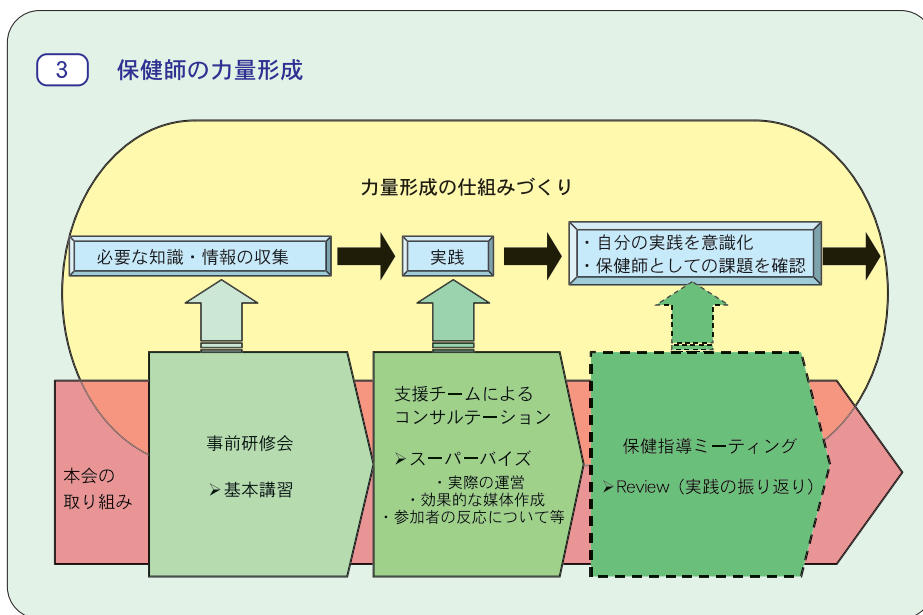 3 保健師の力量形成
力量形成の仕組みづくり
必要な知識・情報の収集
実践
・自分の実践を意識化
・保健師としての課題を確認
本会の
取り組み
事前研修会
➢基本講習
支援チームによる
コンサルテーション
➢スーパーバイズ
・実際の運営
・効果的な媒体作成
・参加者の反応について等
保健指導ミーティング
➢Review（実践の振り返り）